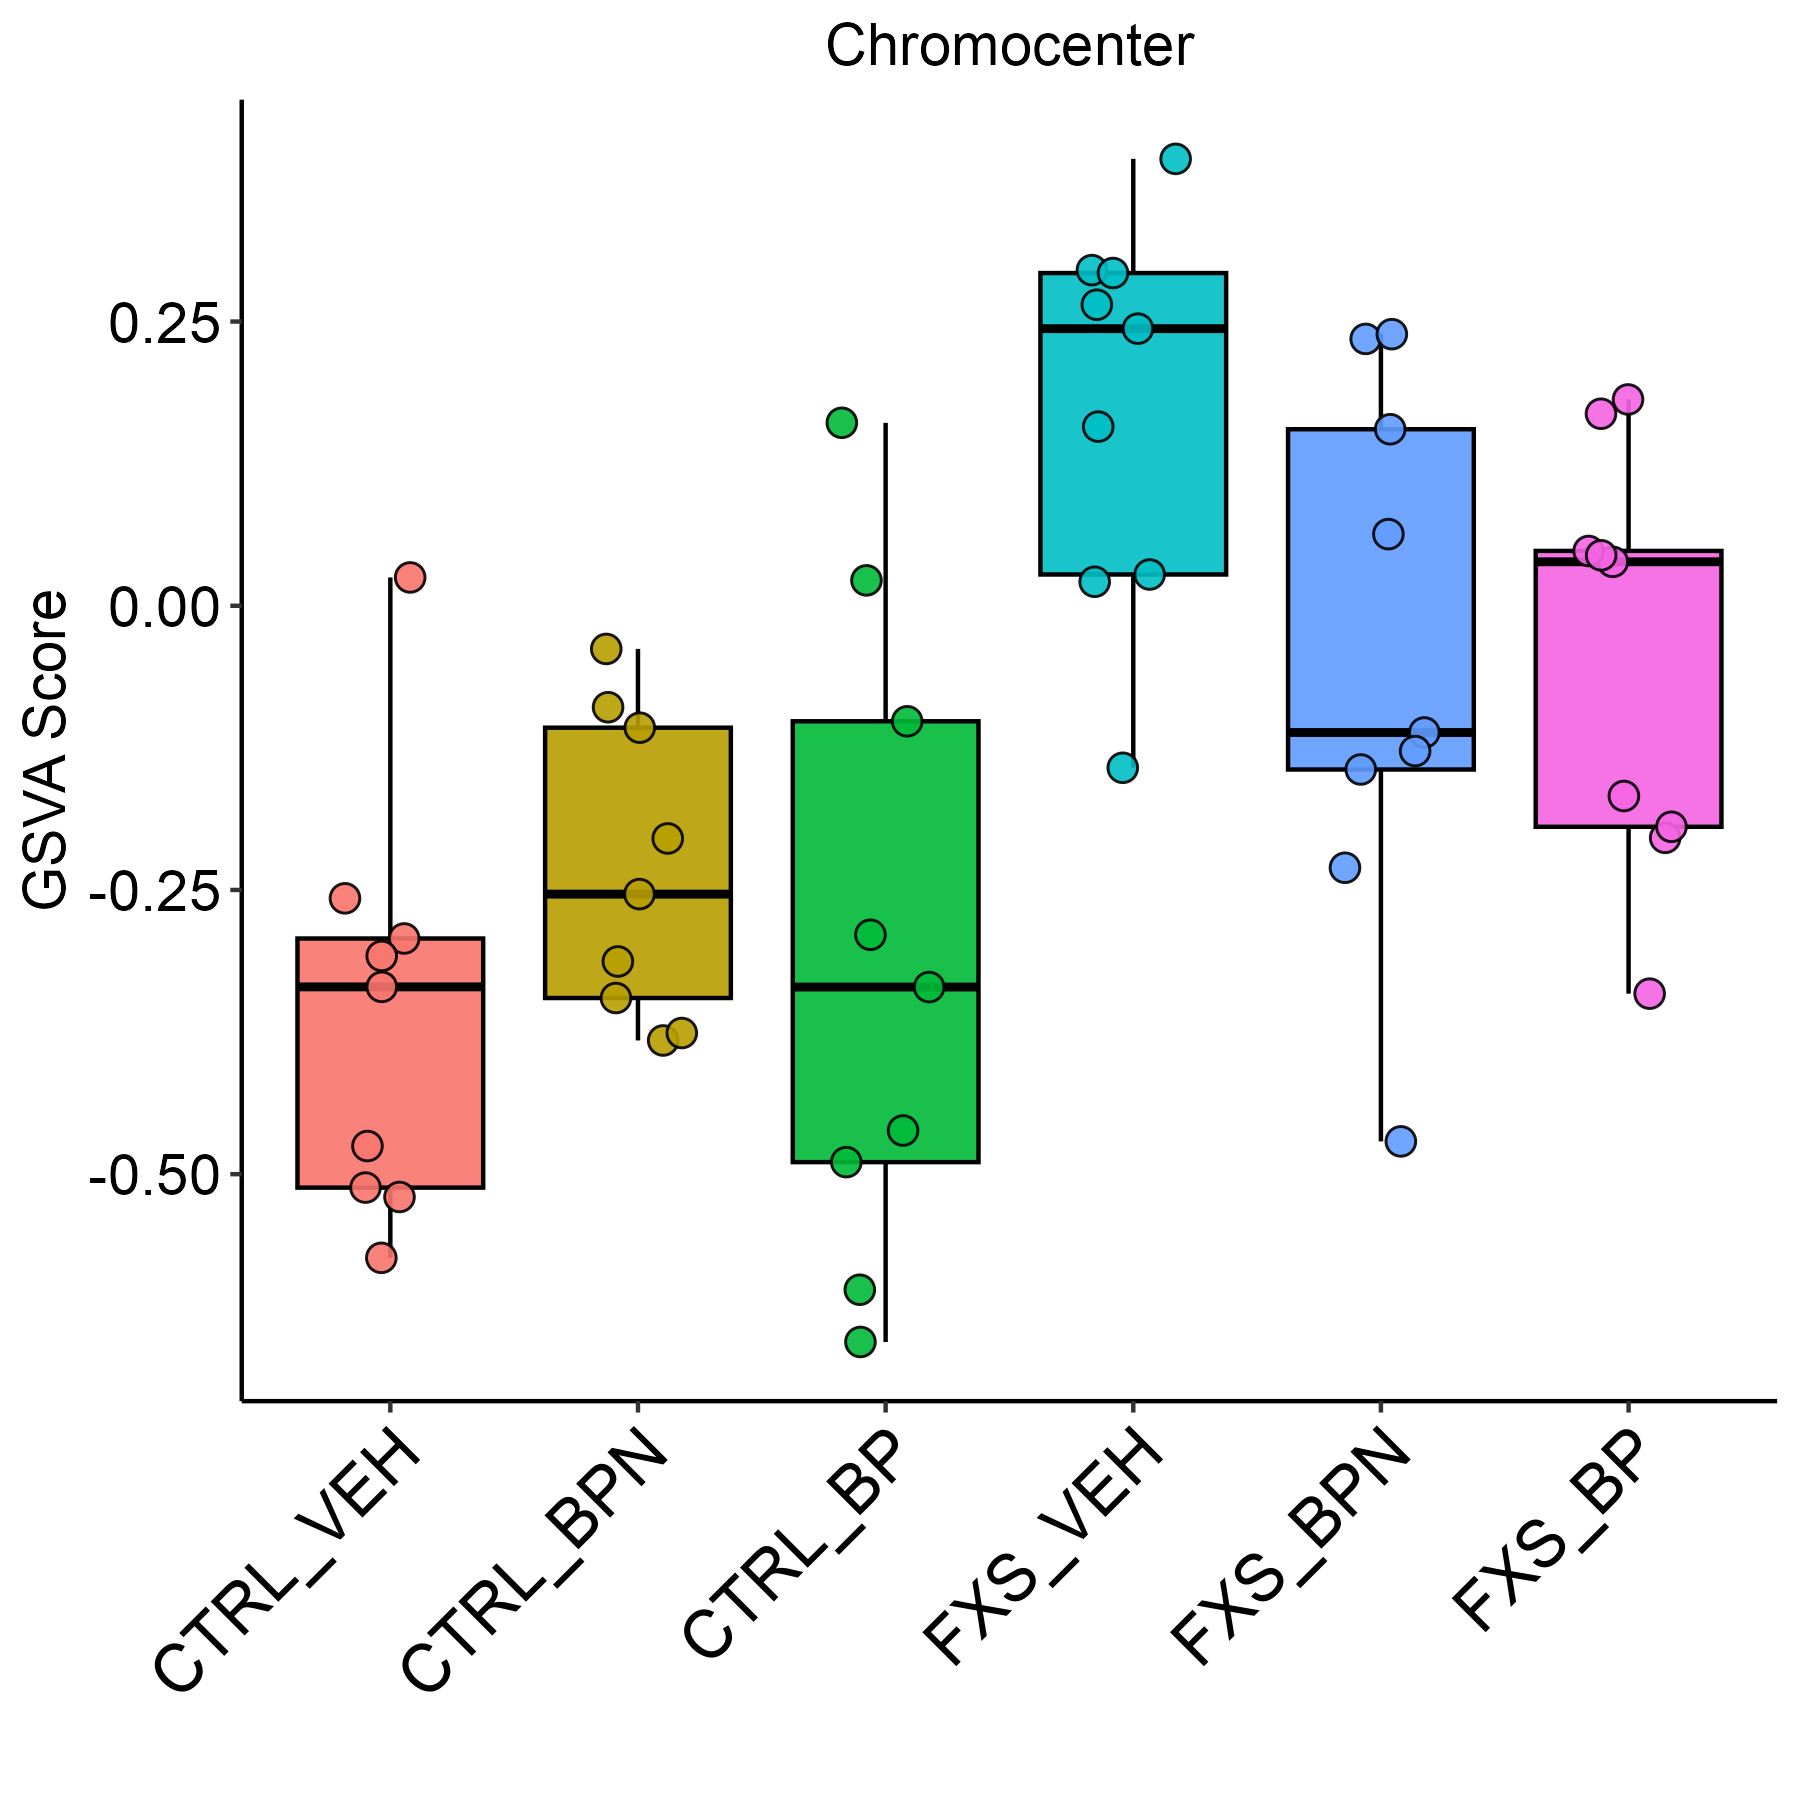 Chromocenter
GSVA Score
0.25
0.00
-0.25
-0.50
CTRL_VEH
CTRL_BPN
CTRL_BP
FXS_VEH
FXS_BPN
FXS_BP